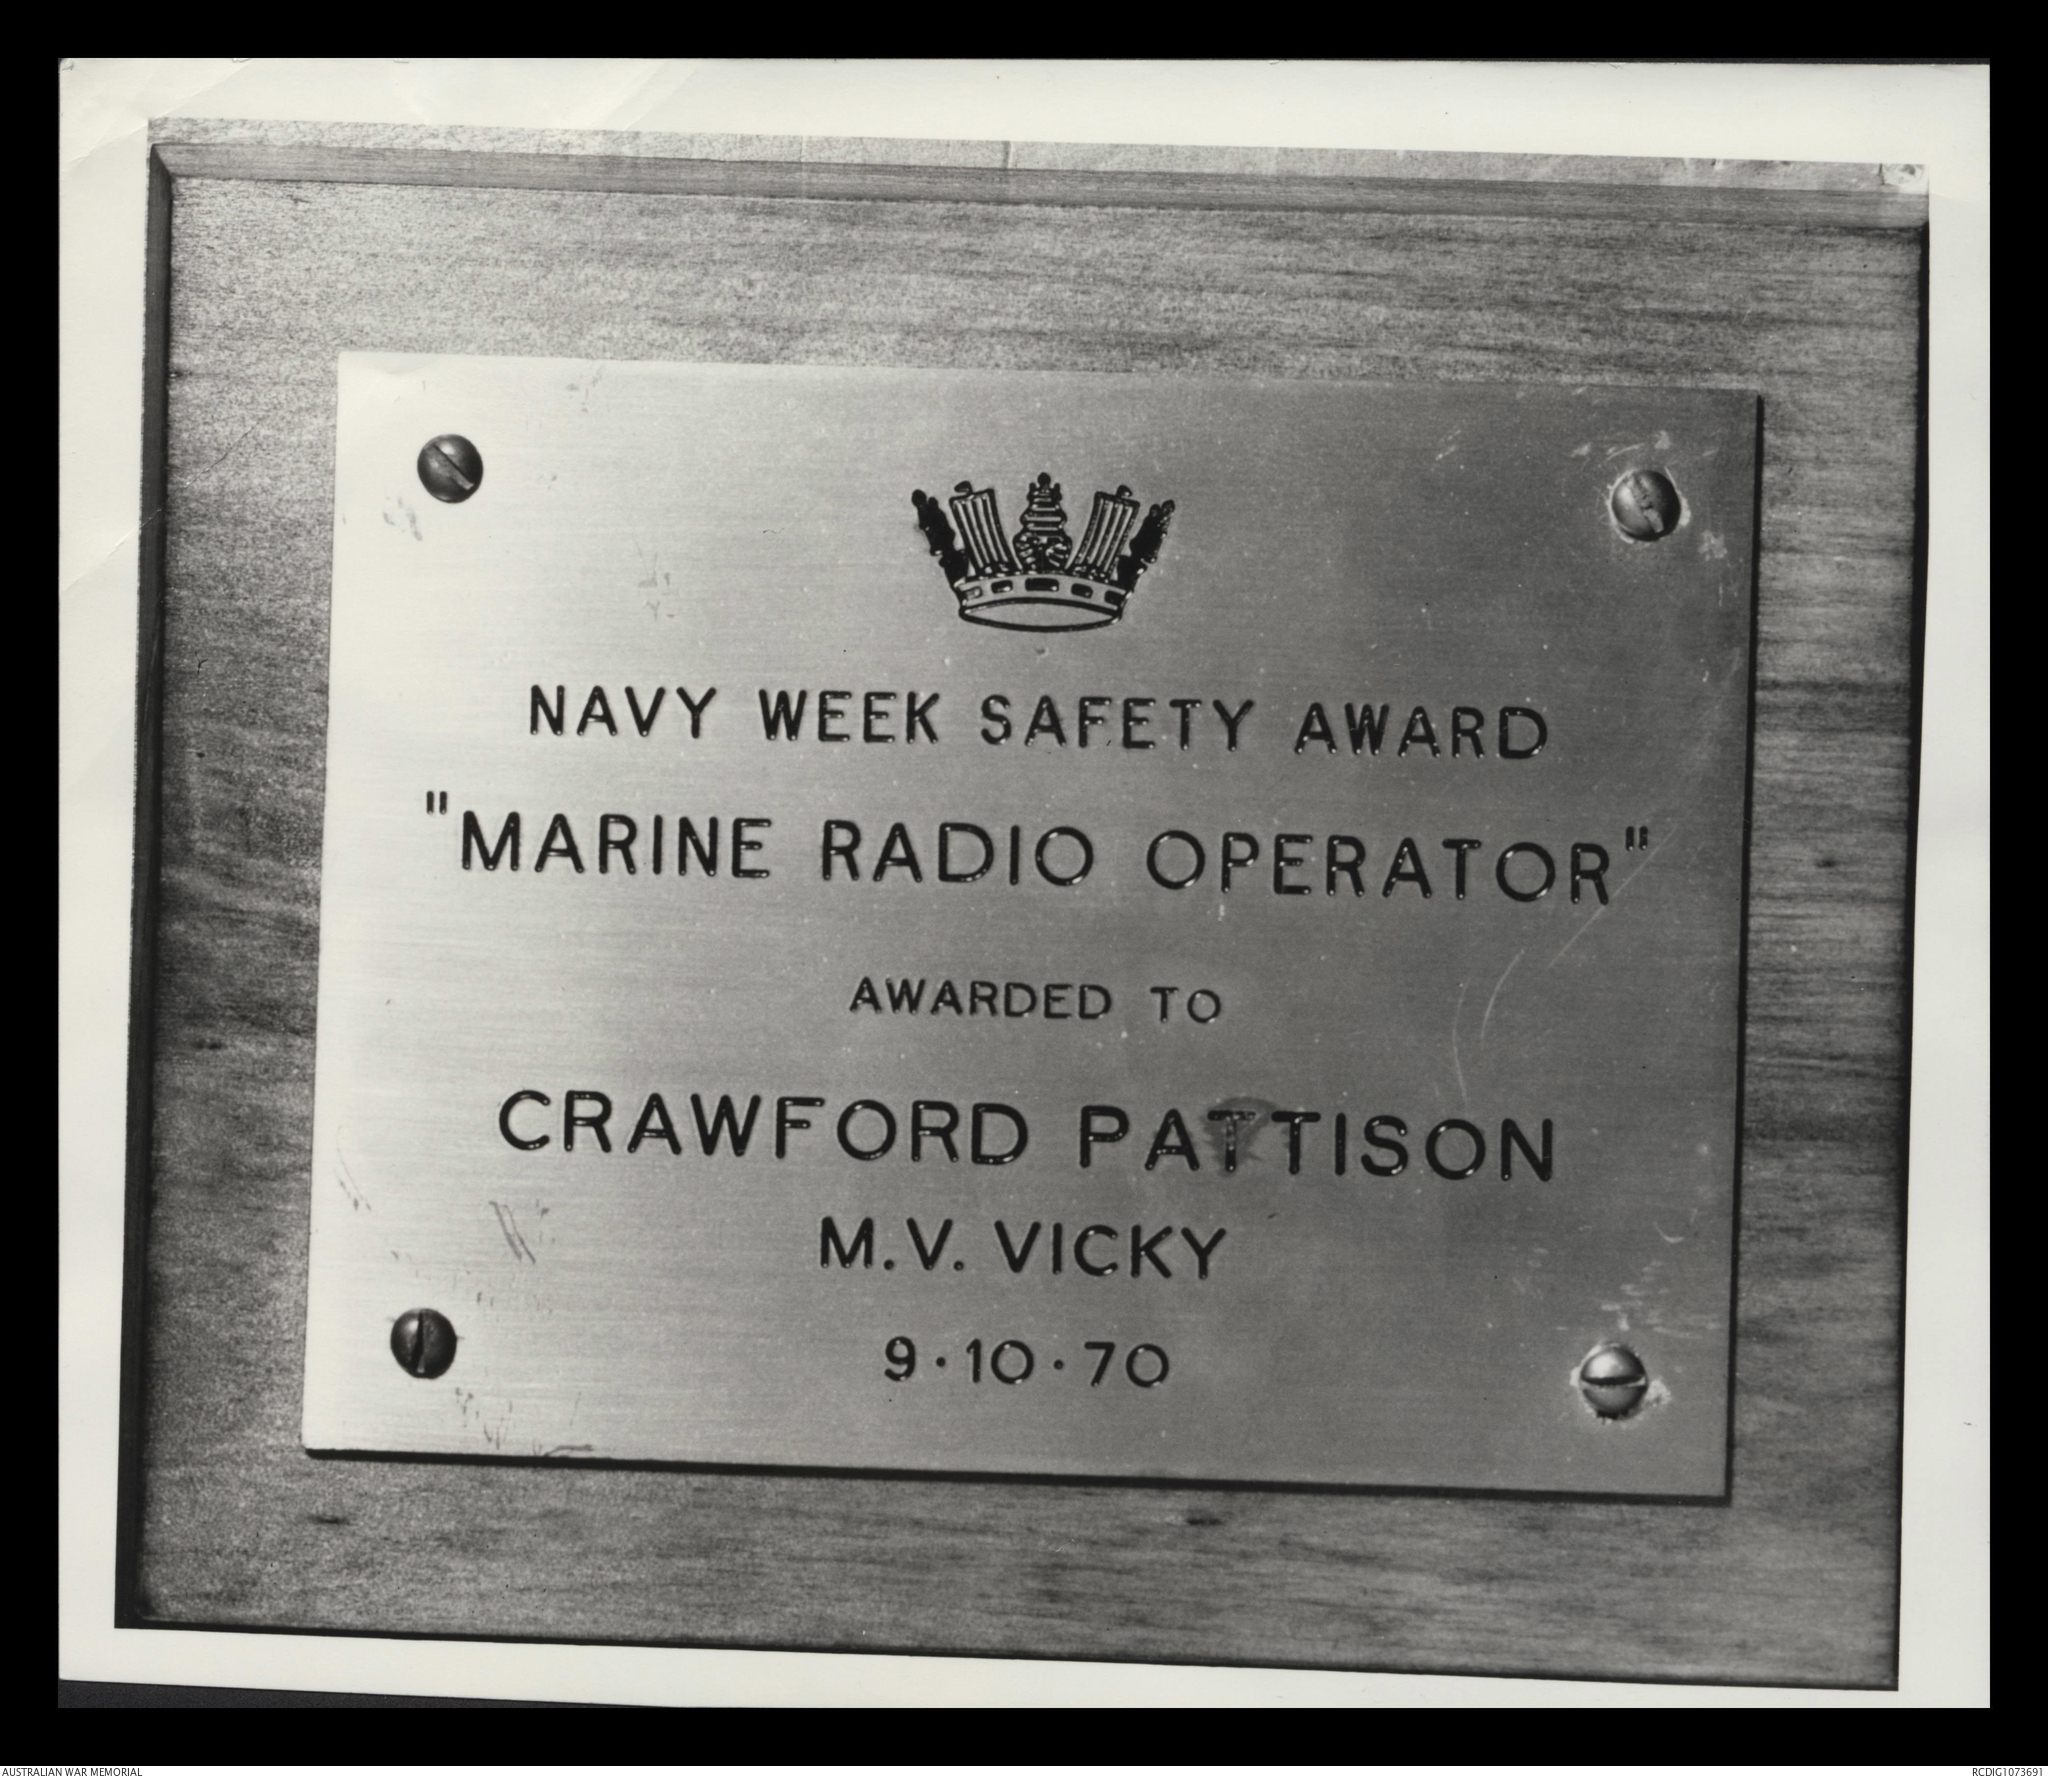 NAVY WEEK SAFETY AWARD
"MARINE RADIO OPERATOR"
AWARDED TO
CRAWFORD PATTISON
M.V. VICKY
9·10·70
AUSTRALIAN WAR MEMORIAL
RCDIG1073691